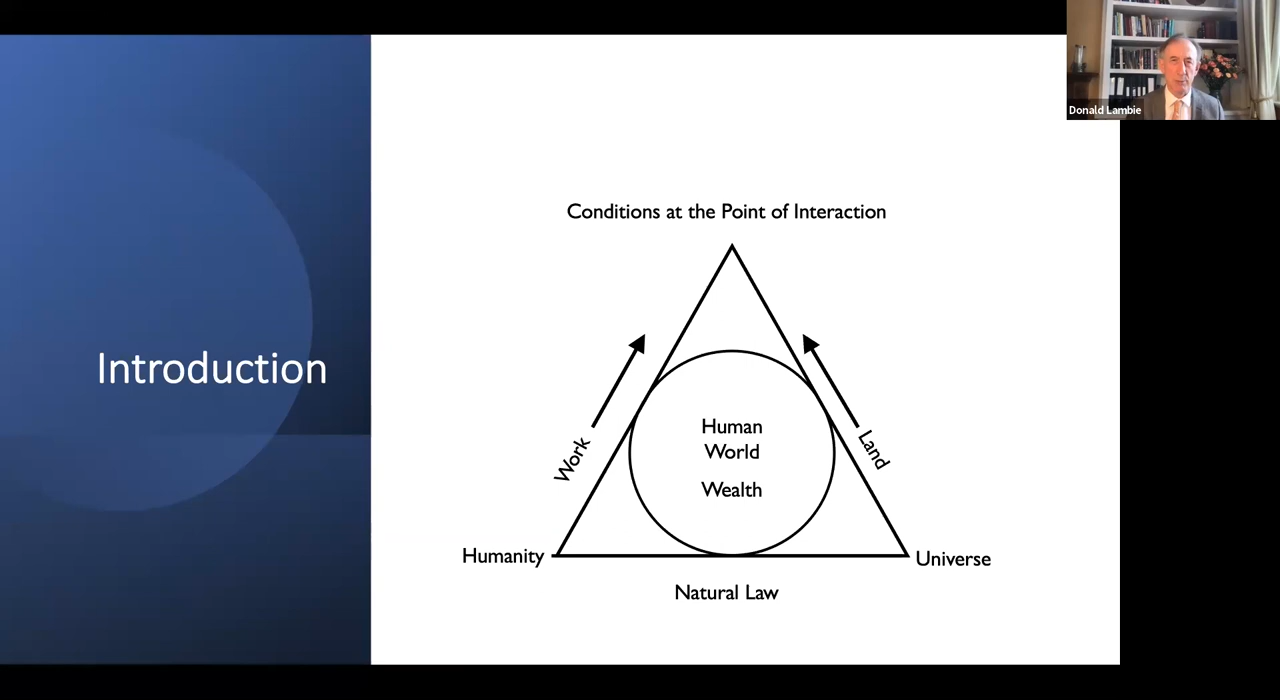 Donald Lambie
Introduction
Conditions at the Point of Interaction
Work
Land
Human
World
Wealth
Humanity
Universe
Natural Law